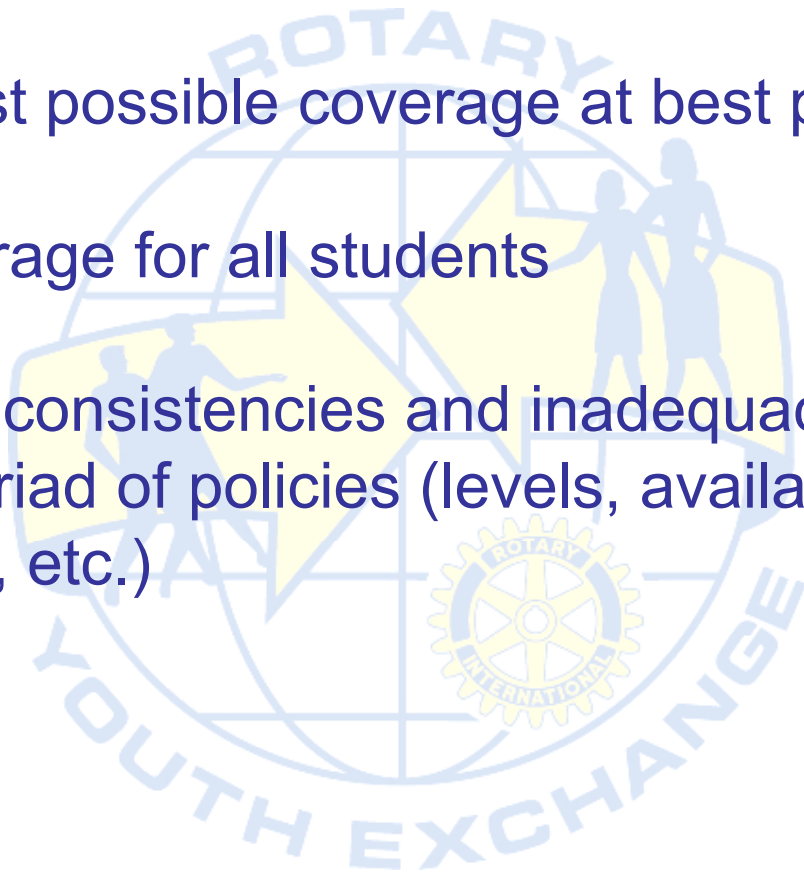 ROTARY
st possible coverage at best p
rage for all students
consistencies and inadequac
riad of policies (levels, availa
, etc.)
ROTARY
INTERNATIONAL
YOUTH EXCHANGE